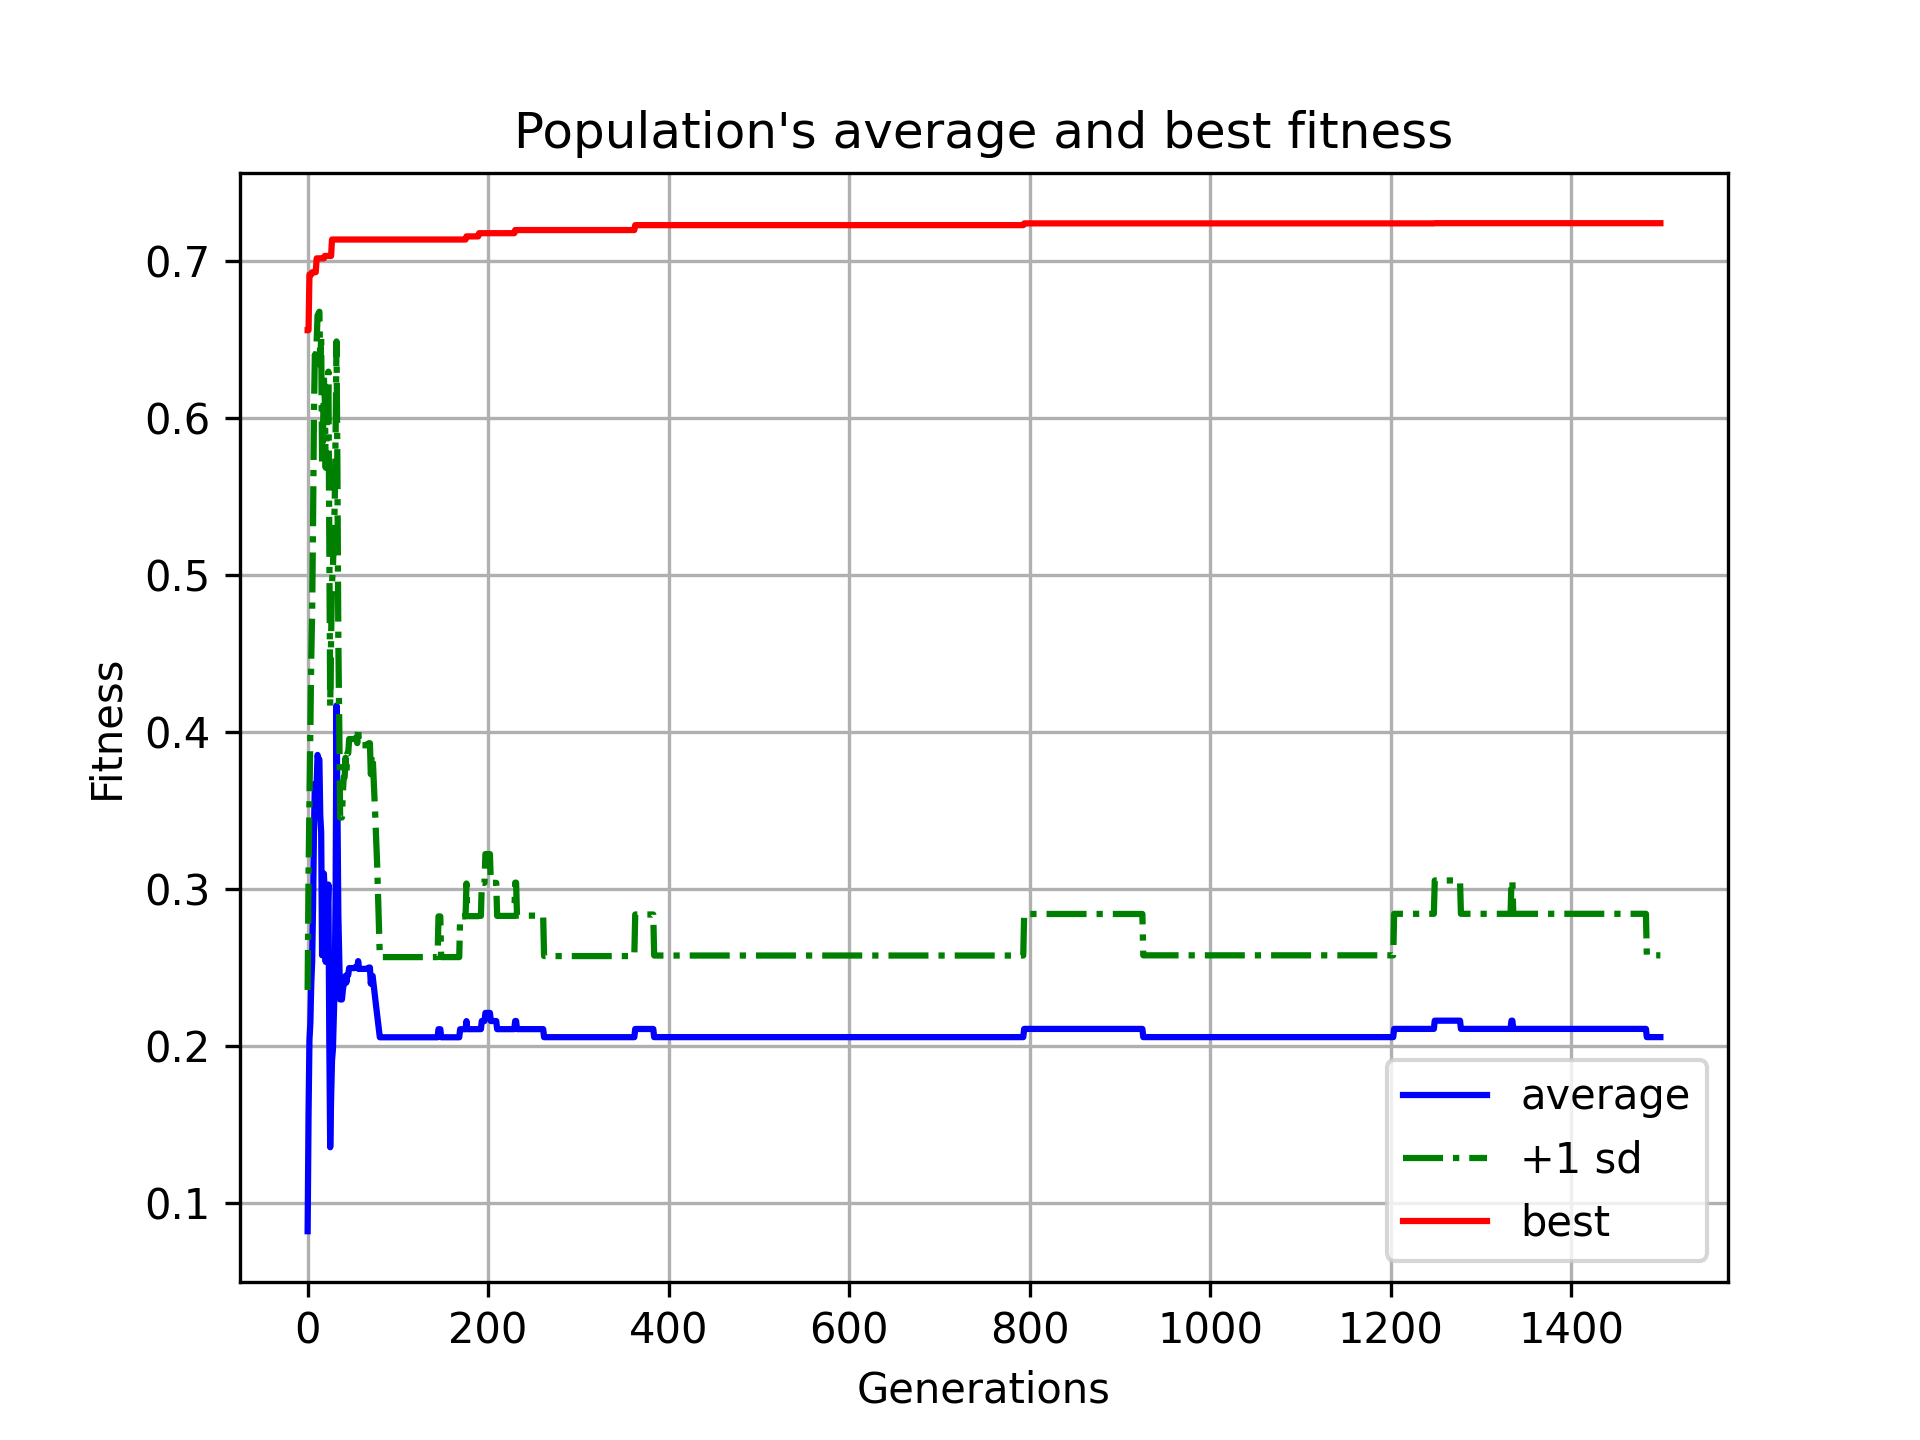 Population's average and best fitness
0.7
0.6
0.5
0.4
0.3
0.2
0.1
Fitness
0 200 400 600 800 1000 1200 1400
Generations
average
+1 sd
best